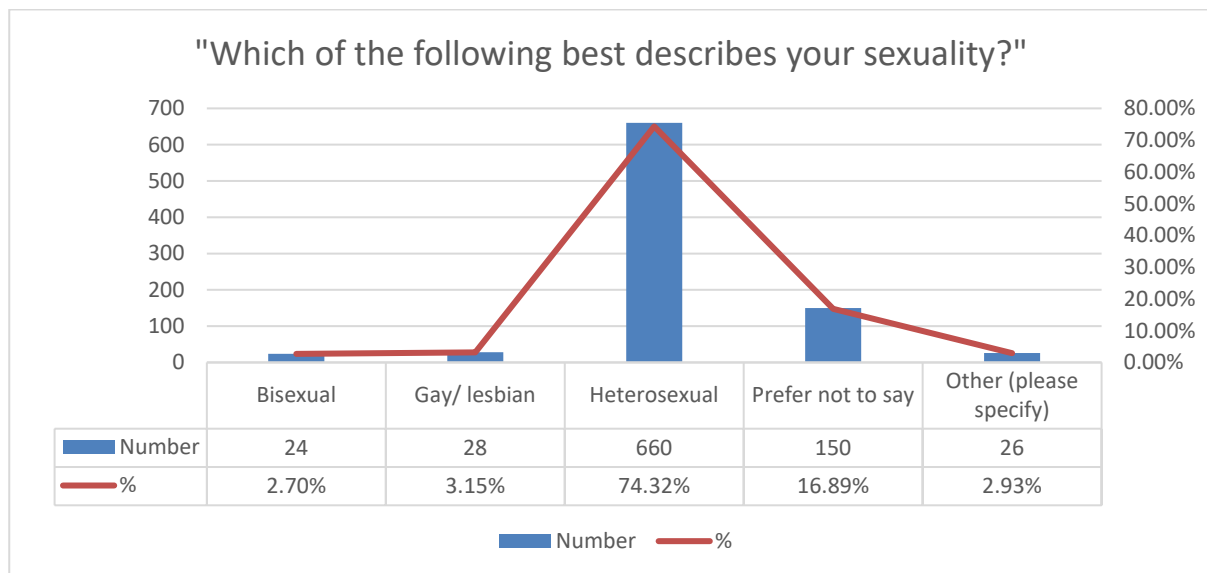 "Which of the following best describes your sexuality?"
700
600
500
400
300
200
100
0
80.00%
70.00%
60.00%
50.00%
40.00%
30.00%
20.00%
10.00%
0.00%
Bisexual Gay/ lesbian Heterosexual Prefer not to say Other (please
specify)
Number 24 28 660 150 26
% 2.70% 3.15% 74.32% 16.89% 2.93%
Number %